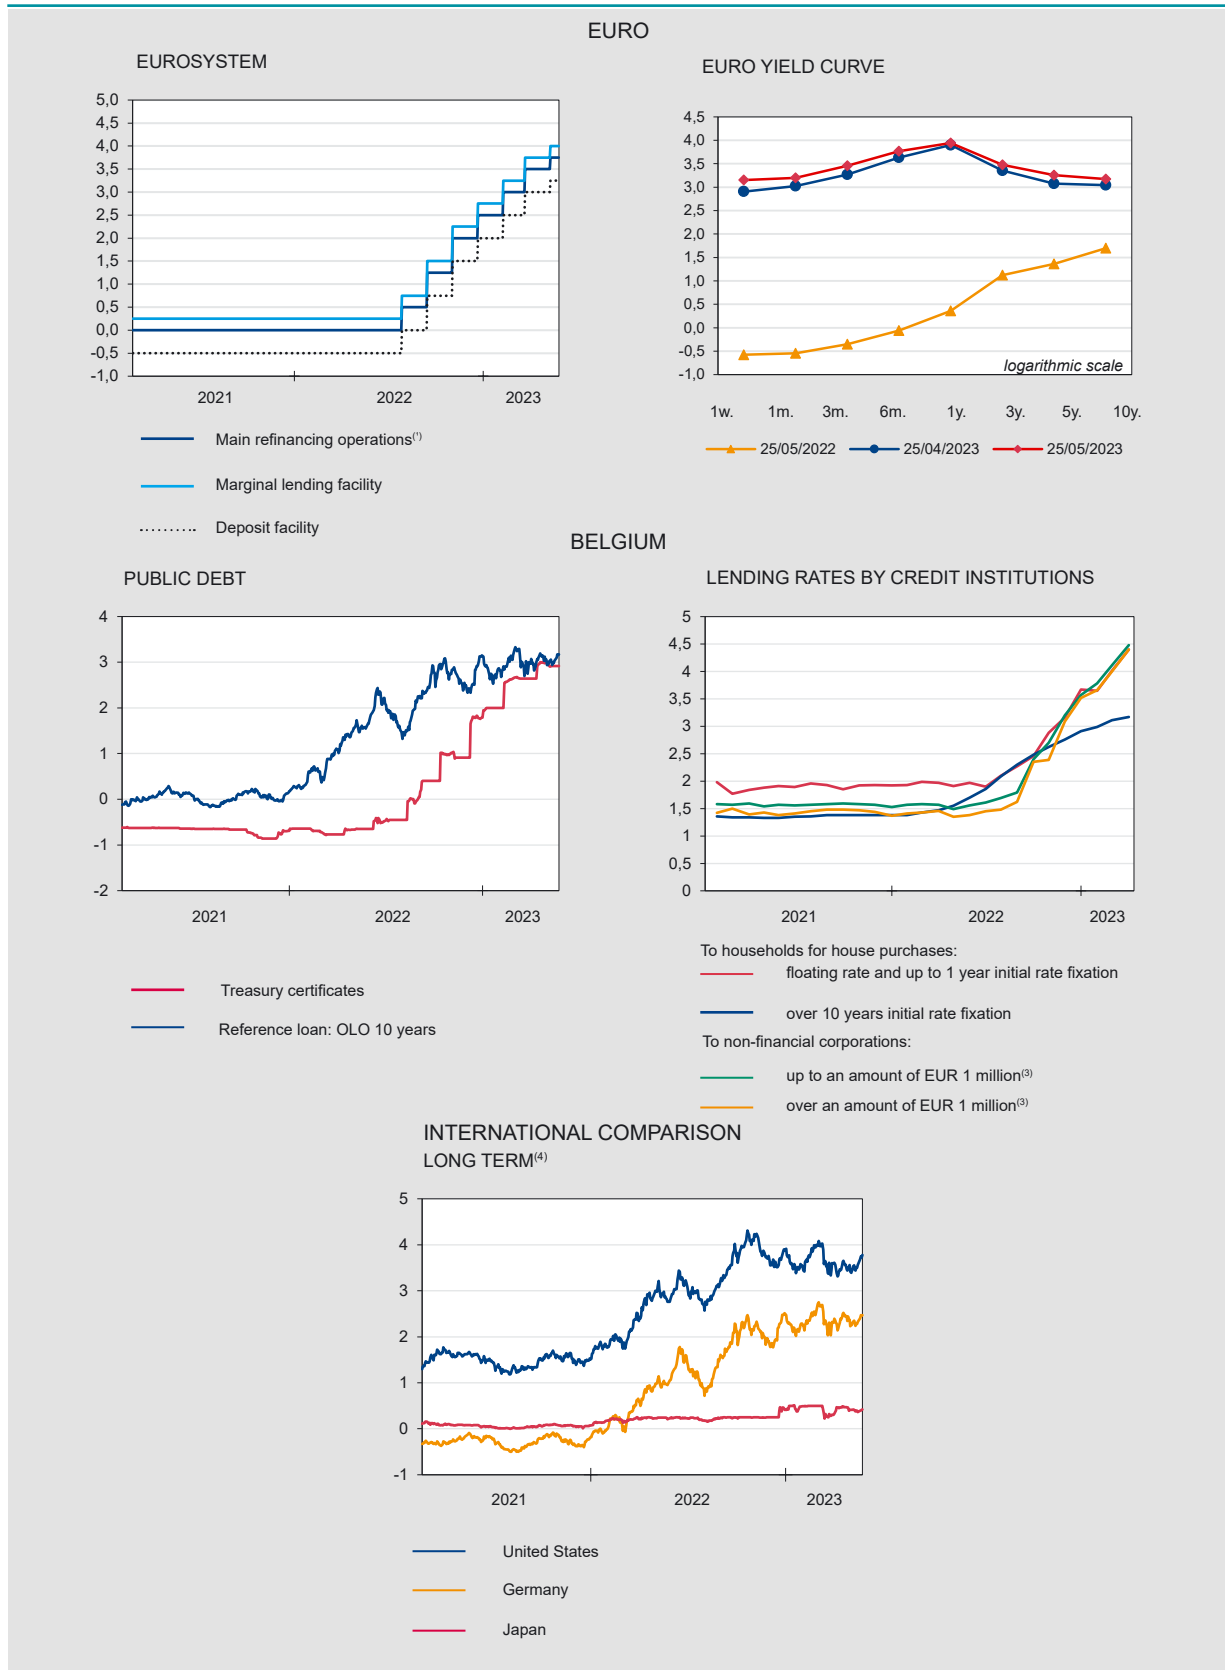 EURO
EUROSYSTEM
5,0
4,5
4,0
3,5
3,0
2,5
2,0
1,5
1,0
0,5
0,0
-0,5
-1,0
2021 2022 2023
Main refinancing operations(¹)
Marginal lending facility
Deposit facility
EURO YIELD CURVE
4,5
4,0
3,5
3,0
2,5
2,0
1,5
1,0
0,5
0,0
-0,5
-1,0
logarithmic scale
1w. 1m. 3m. 6m. 1y. 3y. 5y. 10y.
25/05/2022 25/04/2023 25/05/2023
BELGIUM
PUBLIC DEBT
4
3
2
1
0
-1
-2
2021 2022 2023
Treasury certificates
Reference loan: OLO 10 years
LENDING RATES BY CREDIT INSTITUTIONS
5
4,5
4
3,5
3
2,5
2
1,5
1
0,5
0
2021 2022 2023
To households for house purchases:
floating rate and up to 1 year initial rate fixation
over 10 years initial rate fixation
To non-financial corporations:
up to an amount of EUR 1 million(3)
over an amount of EUR 1 million(3)
INTERNATIONAL COMPARISON
LONG TERM(4)
5
4
3
2
1
0
-1
2021 2022 2023
United States
Germany
Japan